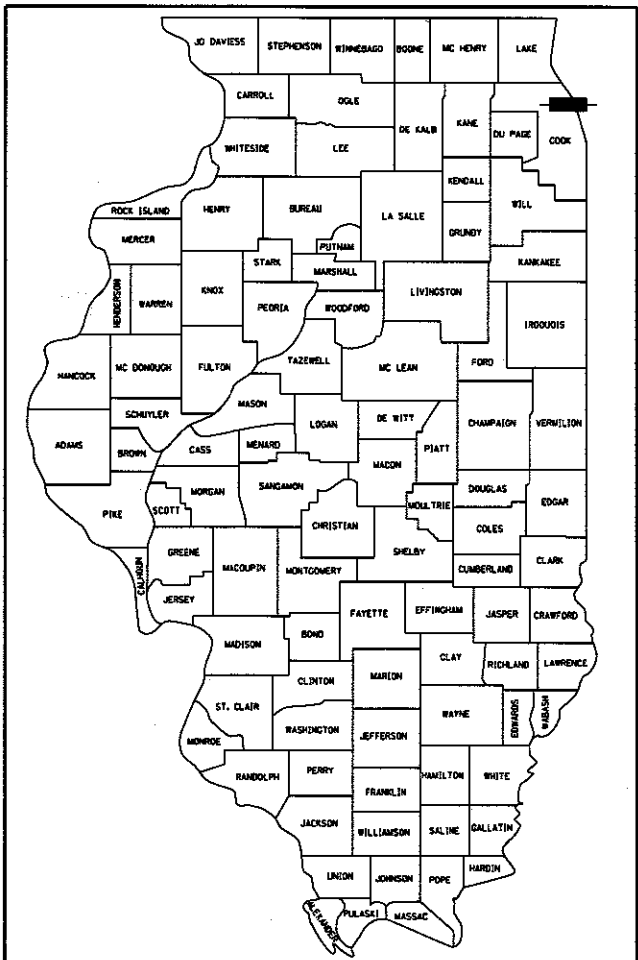 JO DAVIESS
STEPHENSON
WINNEBAGO
BOONE
MC HENRY
LAKE
CARROLL
OGLE
DE KALB
KANE
DU PAGE
COOK
WHITESIDE
LEE
KENDALL
ROCK ISLAND
HENRY
BUREAU
LA SALLE
GRUNDY
WILL
MERCER
PUTNAM
STARK
MARSHALL
KANKAKEE
HENDERSON
WARREN
KNOX
PEORIA
WOODFORD
LIVINGSTON
IROQUOIS
HANCOCK
MC DONOUGH
FULTON
TAZEWELL
MC LEAN
FORD
MASON
SCHUYLER
LOGAN
DE WITT
CHAMPAIGN
VERMILION
ADAMS
BROWN
CASS
MENARD
MACON
PIATT
PIKE
SCOTT
MORGAN
SANGAMON
CHRISTIAN
MOULTRIE
DOUGLAS
EDGAR
COLES
SHELBY
CALHOUN
GREENE
MACOUPIN
MONTGOMERY
CUMBERLAND
CLARK
JERSEY
FAYETTE
EFFINGHAM
JASPER
CRAWFORD
MADISON
BOND
CLAY
RICHLAND
LAWRENCE
CLINTON
MARION
ST. CLAIR
WASHINGTON
WAYNE
EDWARDS
WABASH
MONROE
JEFFERSON
RANDOLPH
PERRY
HAMILTON
WHITE
FRANKLIN
JACKSON
WILLIAMSON
SALINE
GALLATIN
UNION
JOHNSON
POPE
HARDIN
ALEXANDER
PULASKI
MASSAC